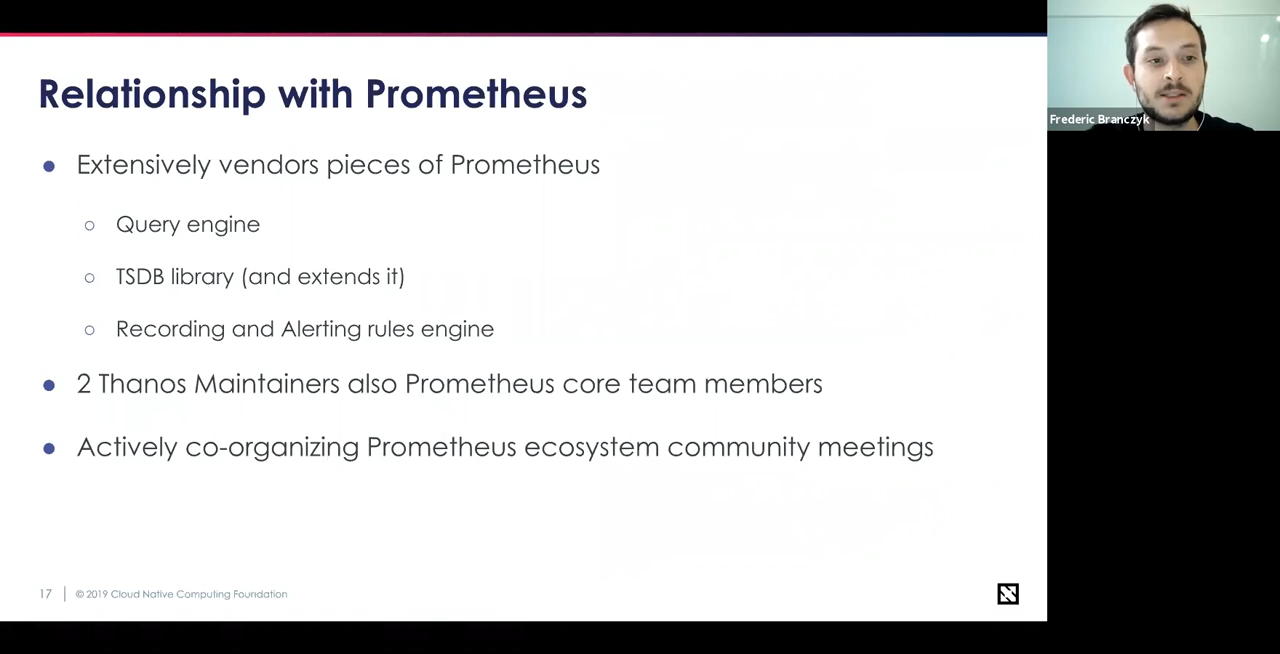 Relationship with Prometheus
● Extensively vendors pieces of Prometheus
○ Query engine
○ TSDB library (and extends it)
○ Recording and Alerting rules engine
● 2 Thanos Maintainers also Prometheus core team members
● Actively co-organizing Prometheus ecosystem community meetings
17 | © 2019 Cloud Native Computing Foundation
Frederic Branczyk